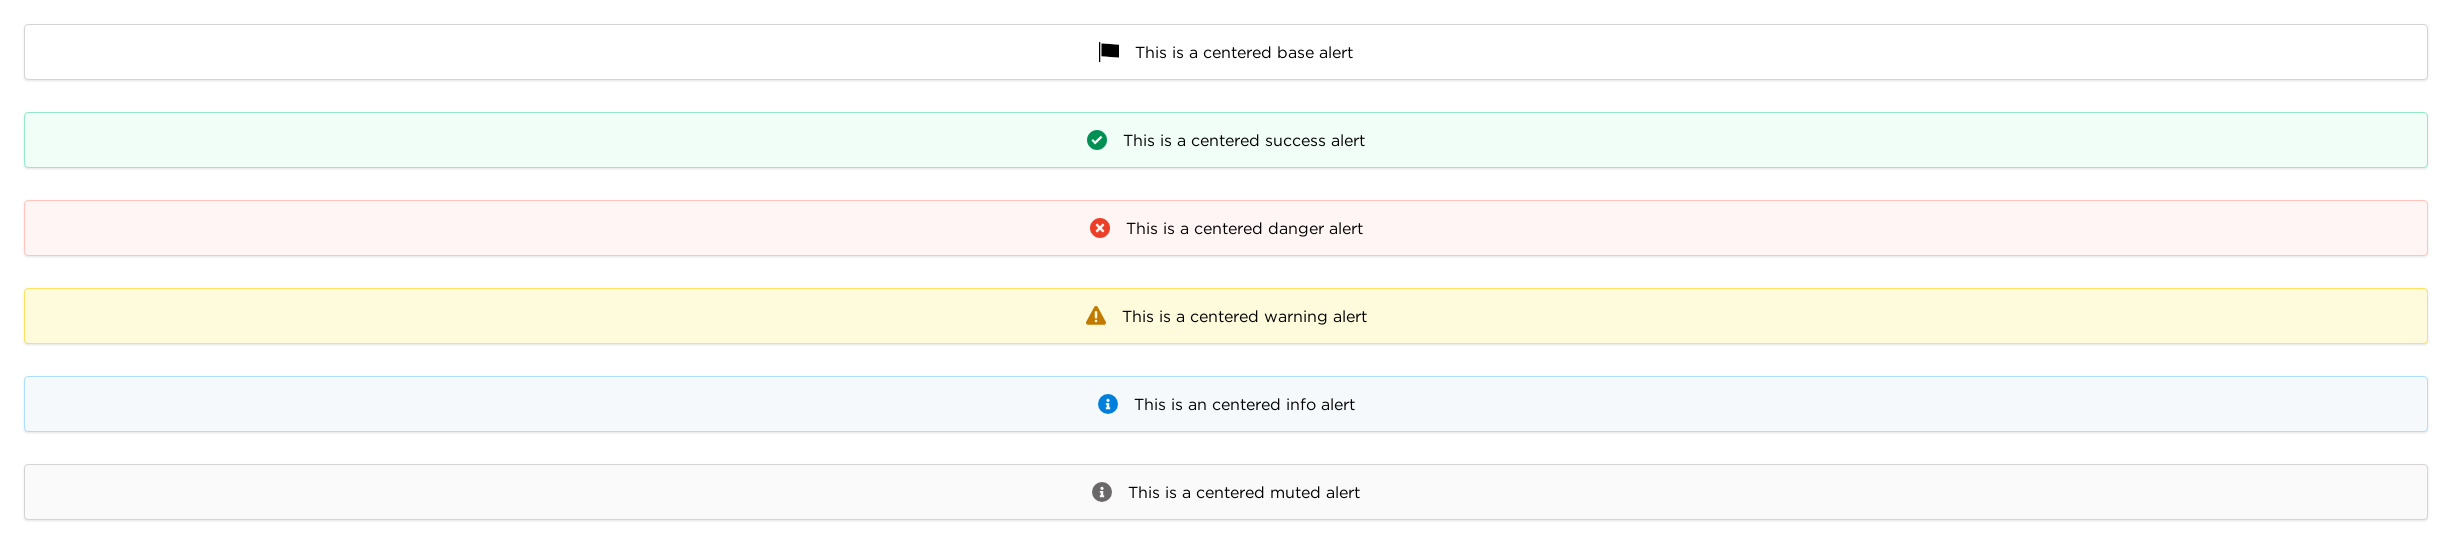 This is a centered base alert
This is a centered success alert
This is a centered danger alert
This is a centered warning alert
This is an centered info alert
This is a centered muted alert